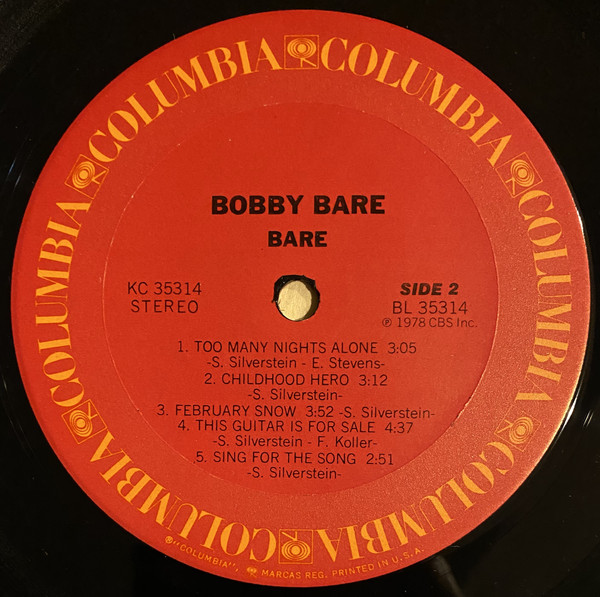 COLUMBIA COLUMBIA COLUMBIA COLUMBIA COLUMBIA COLUMBIA COLUMBIA COLUMBIA
BOBBY BARE
BARE
KC 35314
STEREO
SIDE 2
BL 35314
℗ 1978 CBS Inc.
1. TOO MANY NIGHTS ALONE 3:05
-S. Silverstein - E. Stevens-
2. CHILDHOOD HERO 3:12
-S. Silverstein-
3. FEBRUARY SNOW 3:52 -S. Silverstein-
4. THIS GUITAR IS FOR SALE 4:37
-S. Silverstein - F. Koller-
5. SING FOR THE SONG 2:51
-S. Silverstein-
®"COLUMBIA", MARCAS REG. PRINTED IN U.S.A.